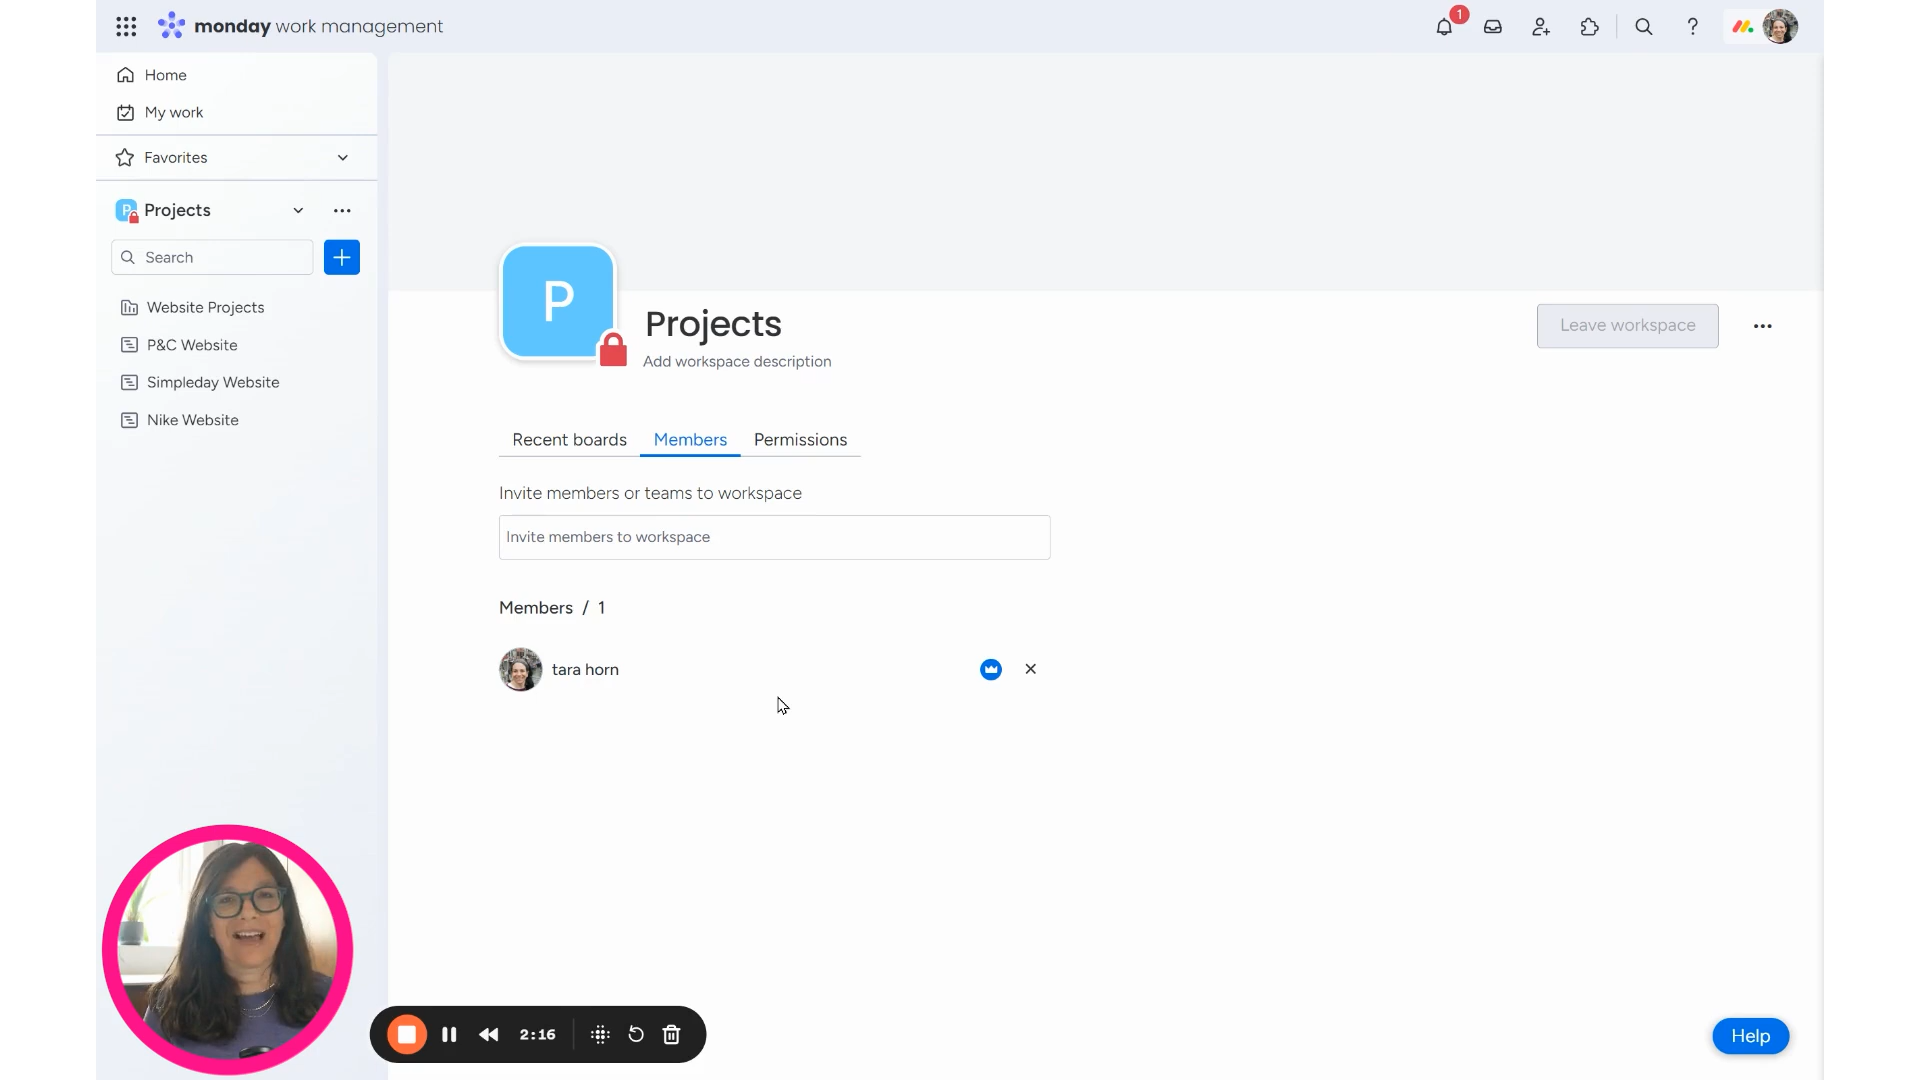 monday work management
1
Home
My work
Favorites
P Projects
Search
Website Projects
P&C Website
Simpleday Website
Nike Website
P
Projects
Add workspace description
Leave workspace
Recent boards Members Permissions
Invite members or teams to workspace
Invite members to workspace
Members / 1
tara horn
2:16
Help